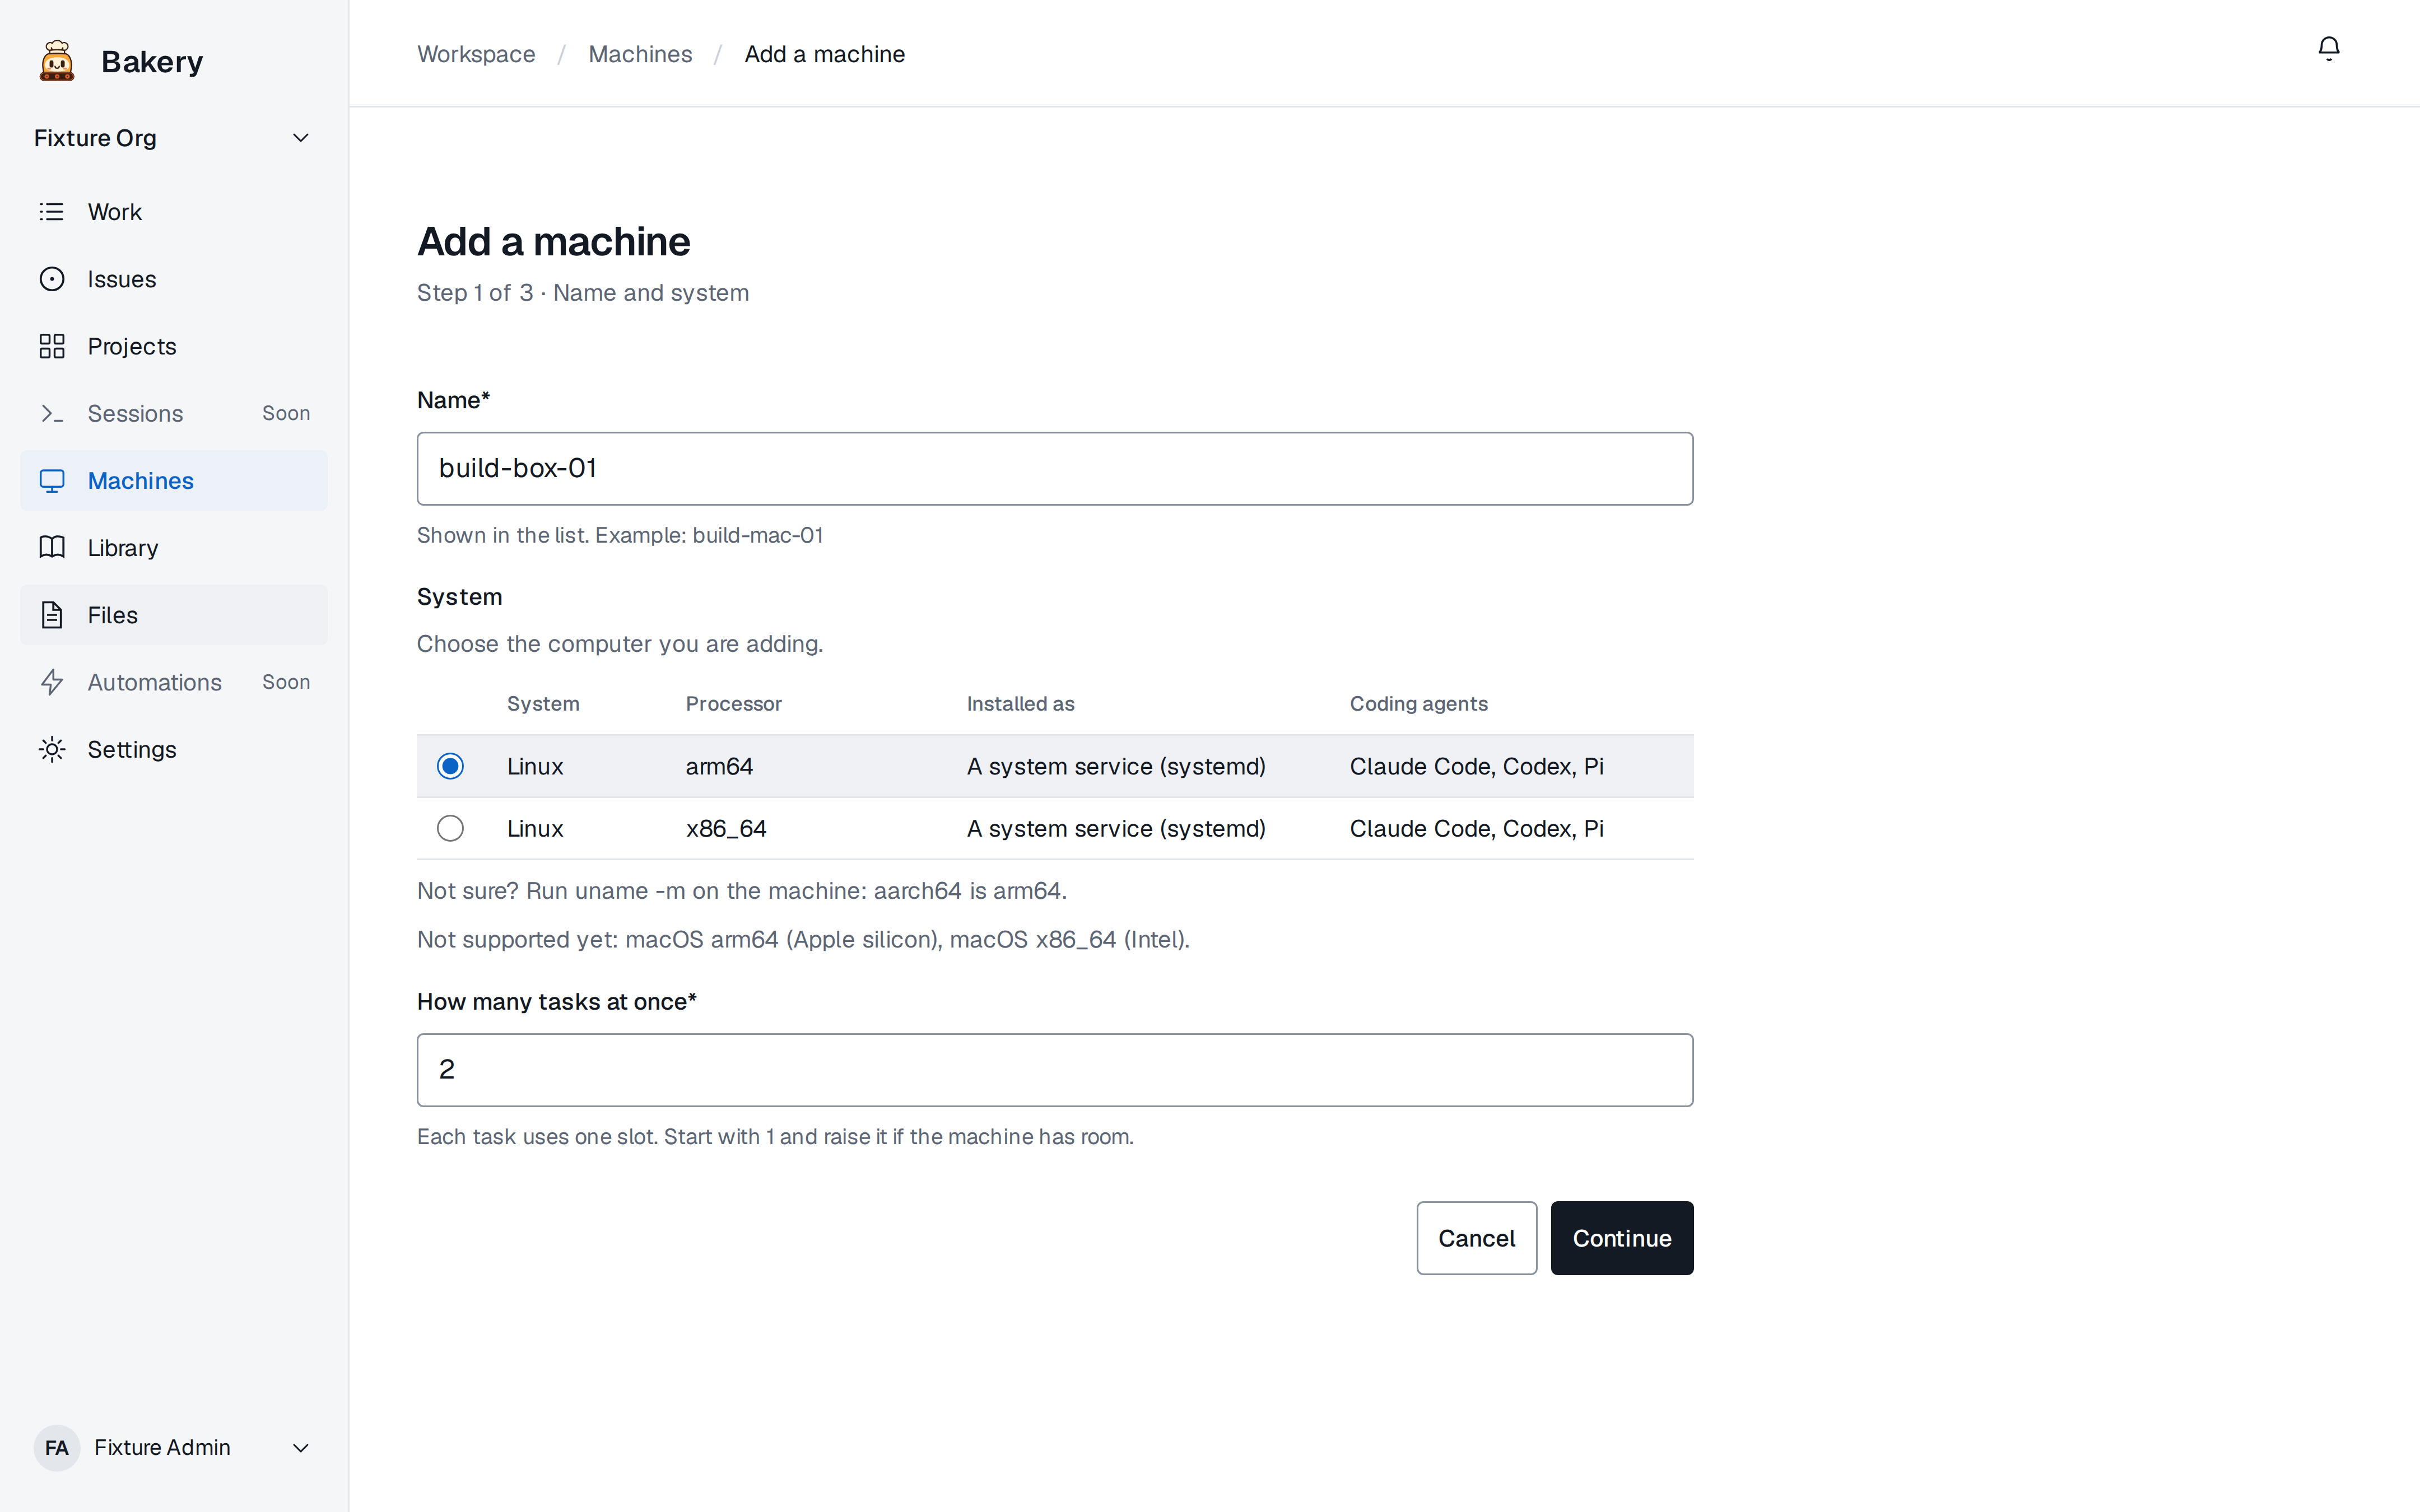 Bakery
Fixture Org
Work
Issues
Projects
Sessions Soon
Machines
Library
Files
Automations Soon
Settings
FA Fixture Admin
Workspace / Machines / Add a machine
Add a machine
Step 1 of 3 · Name and system
Name*
build-box-01
Shown in the list. Example: build-mac-01
System
Choose the computer you are adding.
System Processor Installed as Coding agents
Linux arm64 A system service (systemd) Claude Code, Codex, Pi
Linux x86_64 A system service (systemd) Claude Code, Codex, Pi
Not sure? Run uname -m on the machine: aarch64 is arm64.
Not supported yet: macOS arm64 (Apple silicon), macOS x86_64 (Intel).
How many tasks at once*
2
Each task uses one slot. Start with 1 and raise it if the machine has room.
Cancel Continue